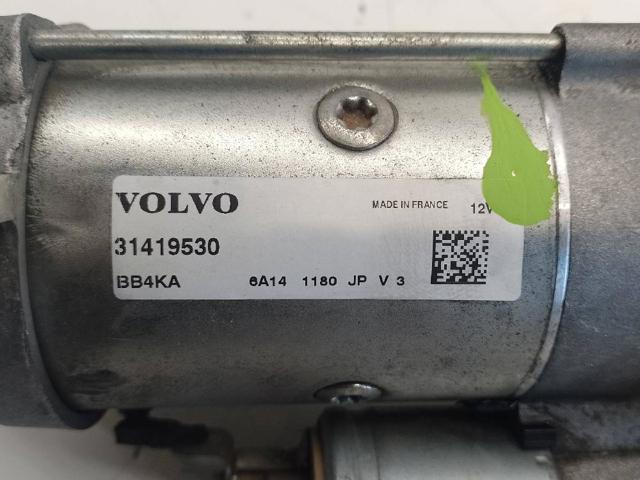 VOLVO MADE IN FRANCE 12V
31419530
BB4KA 6A14 1180 JP V 3